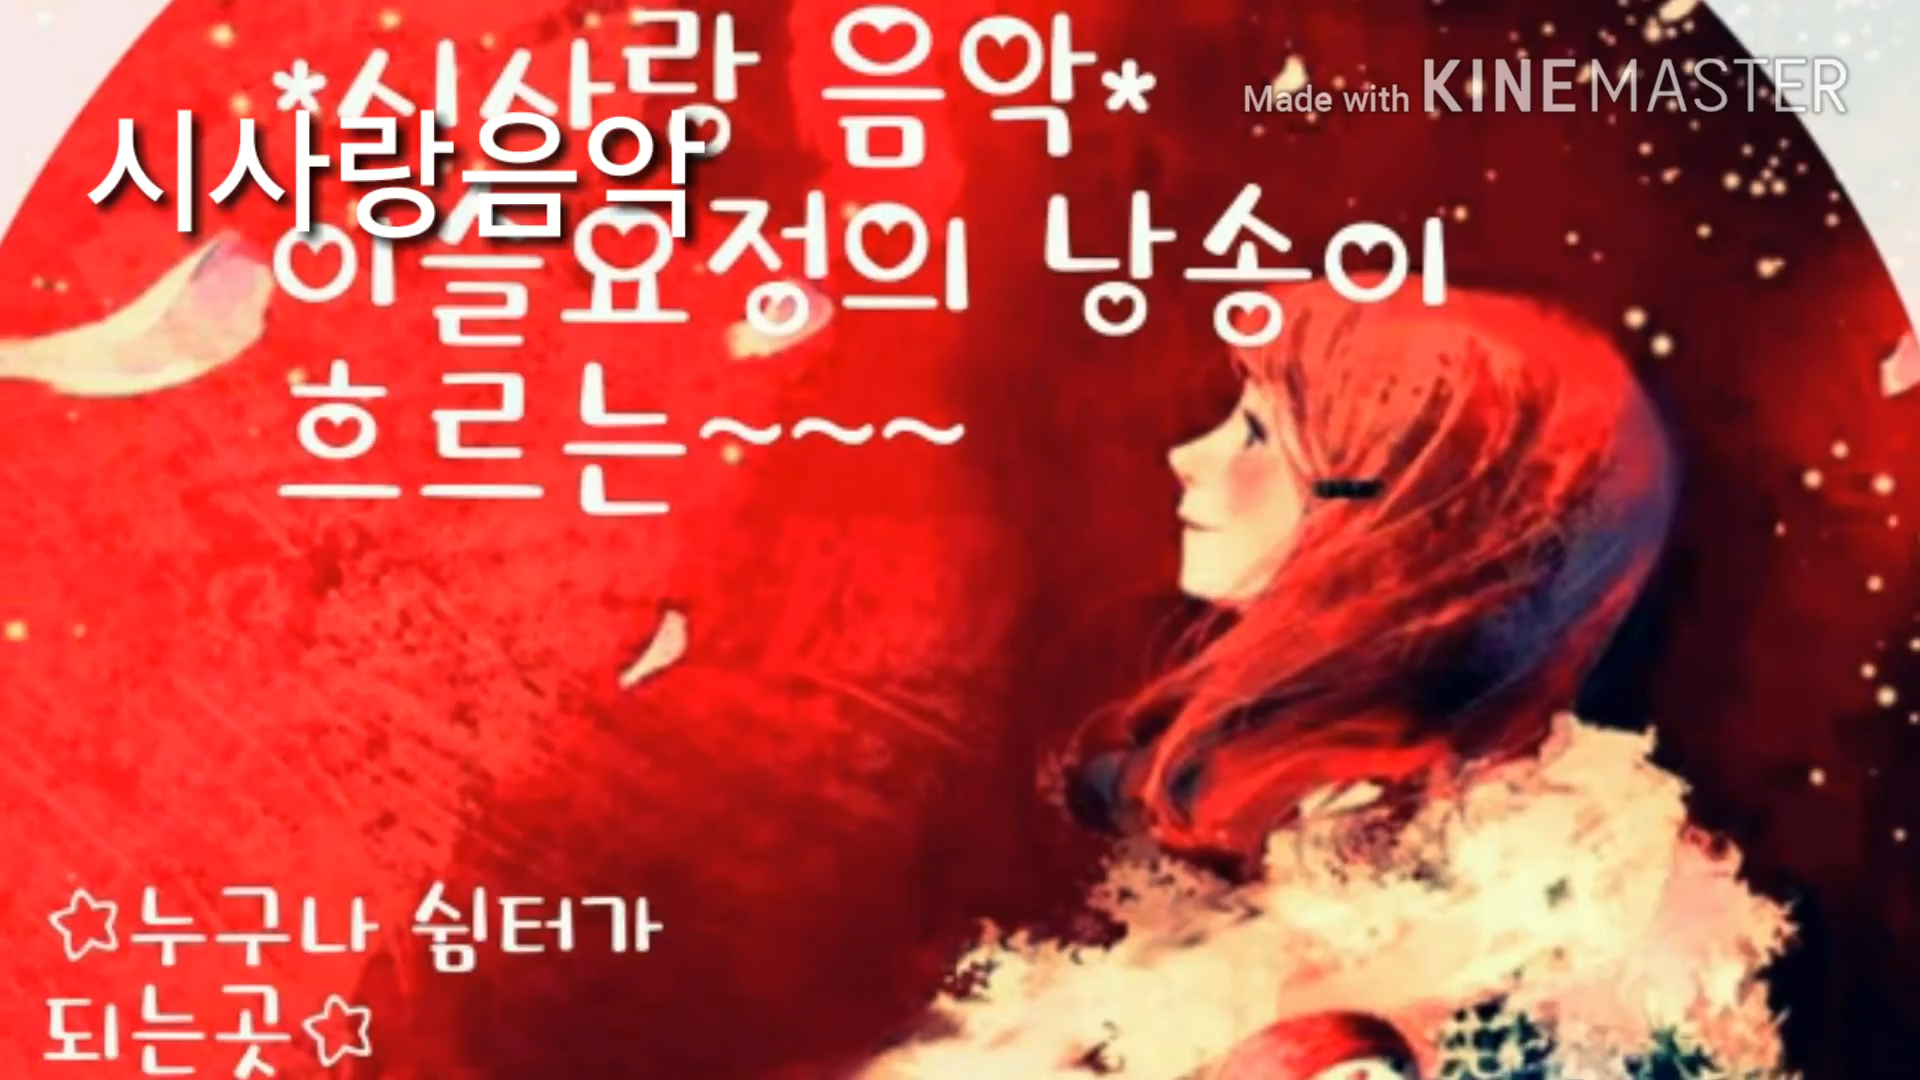 *시사랑 음악*
Made with KINEMASTER
시사랑음악
이슬요정의 낭송이
흐르는~~~
☆누구나 쉼터가
되는곳☆